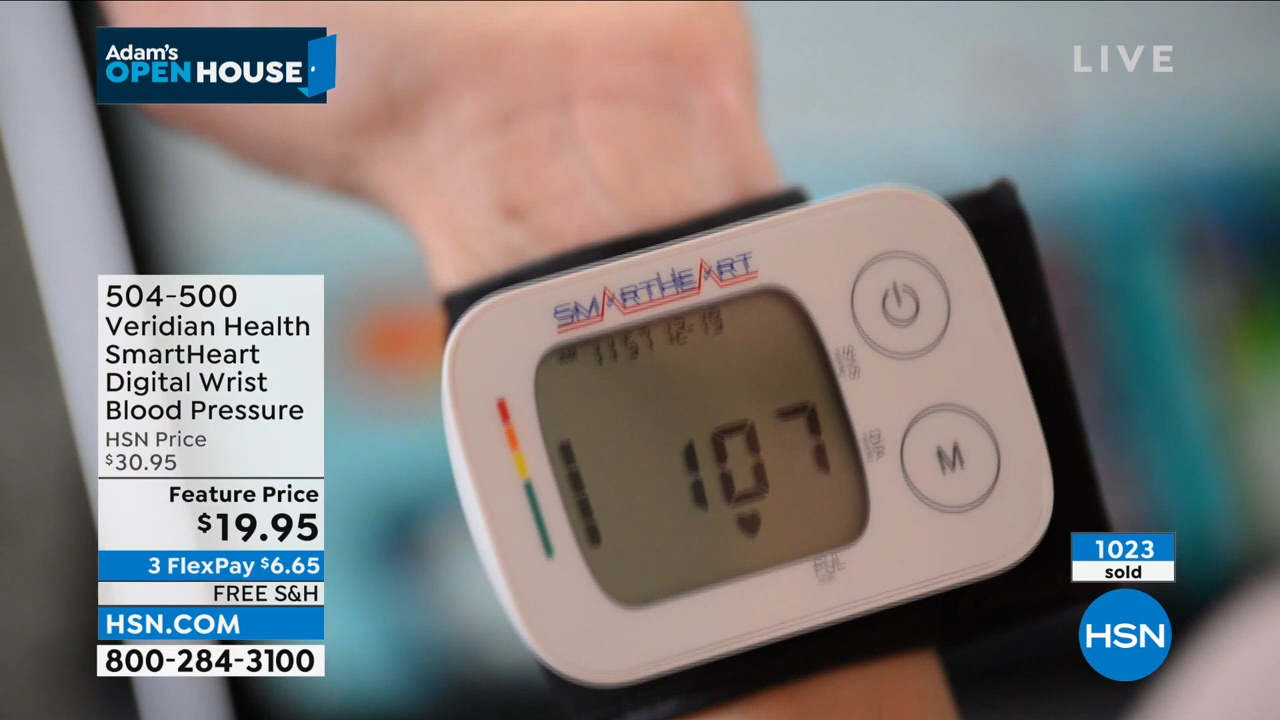 Adam's
OPEN HOUSE
LIVE
504-500
Veridian Health
SmartHeart
Digital Wrist
Blood Pressure
HSN Price
$30.95
Feature Price
$19.95
3 FlexPay $6.65
FREE S&H
HSN.COM
800-284-3100
SMARTHEART
107
M
1023
sold
HSN